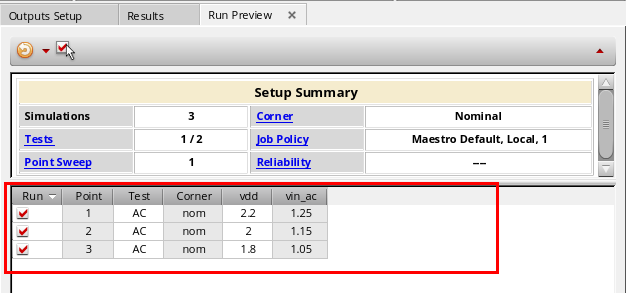 Outputs Setup Results Run Preview
Setup Summary
Simulations 3 Corner Nominal
Tests 1 / 2 Job Policy Maestro Default, Local, 1
Point Sweep 1 Reliability ---
Run Point Test Corner vdd vin_ac
1 AC nom 2.2 1.25
2 AC nom 2 1.15
3 AC nom 1.8 1.05